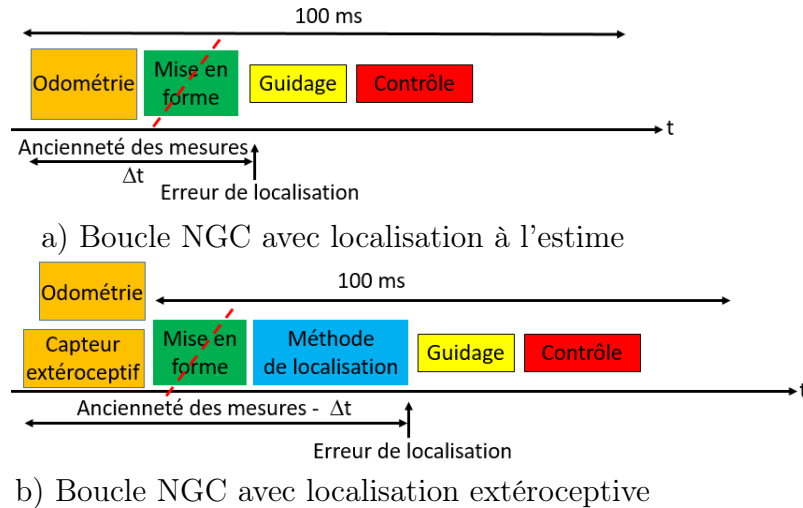 100 ms
Odométrie
Mise en
forme
Guidage
Contrôle
t
Ancienneté des mesures
Δt
Erreur de localisation
a) Boucle NGC avec localisation à l'estime
Odométrie
100 ms
Capteur
extéroceptif
Mise en
forme
Méthode
de localisation
Guidage
Contrôle
t
Ancienneté des mesures - Δt
Erreur de localisation
b) Boucle NGC avec localisation extéroceptive